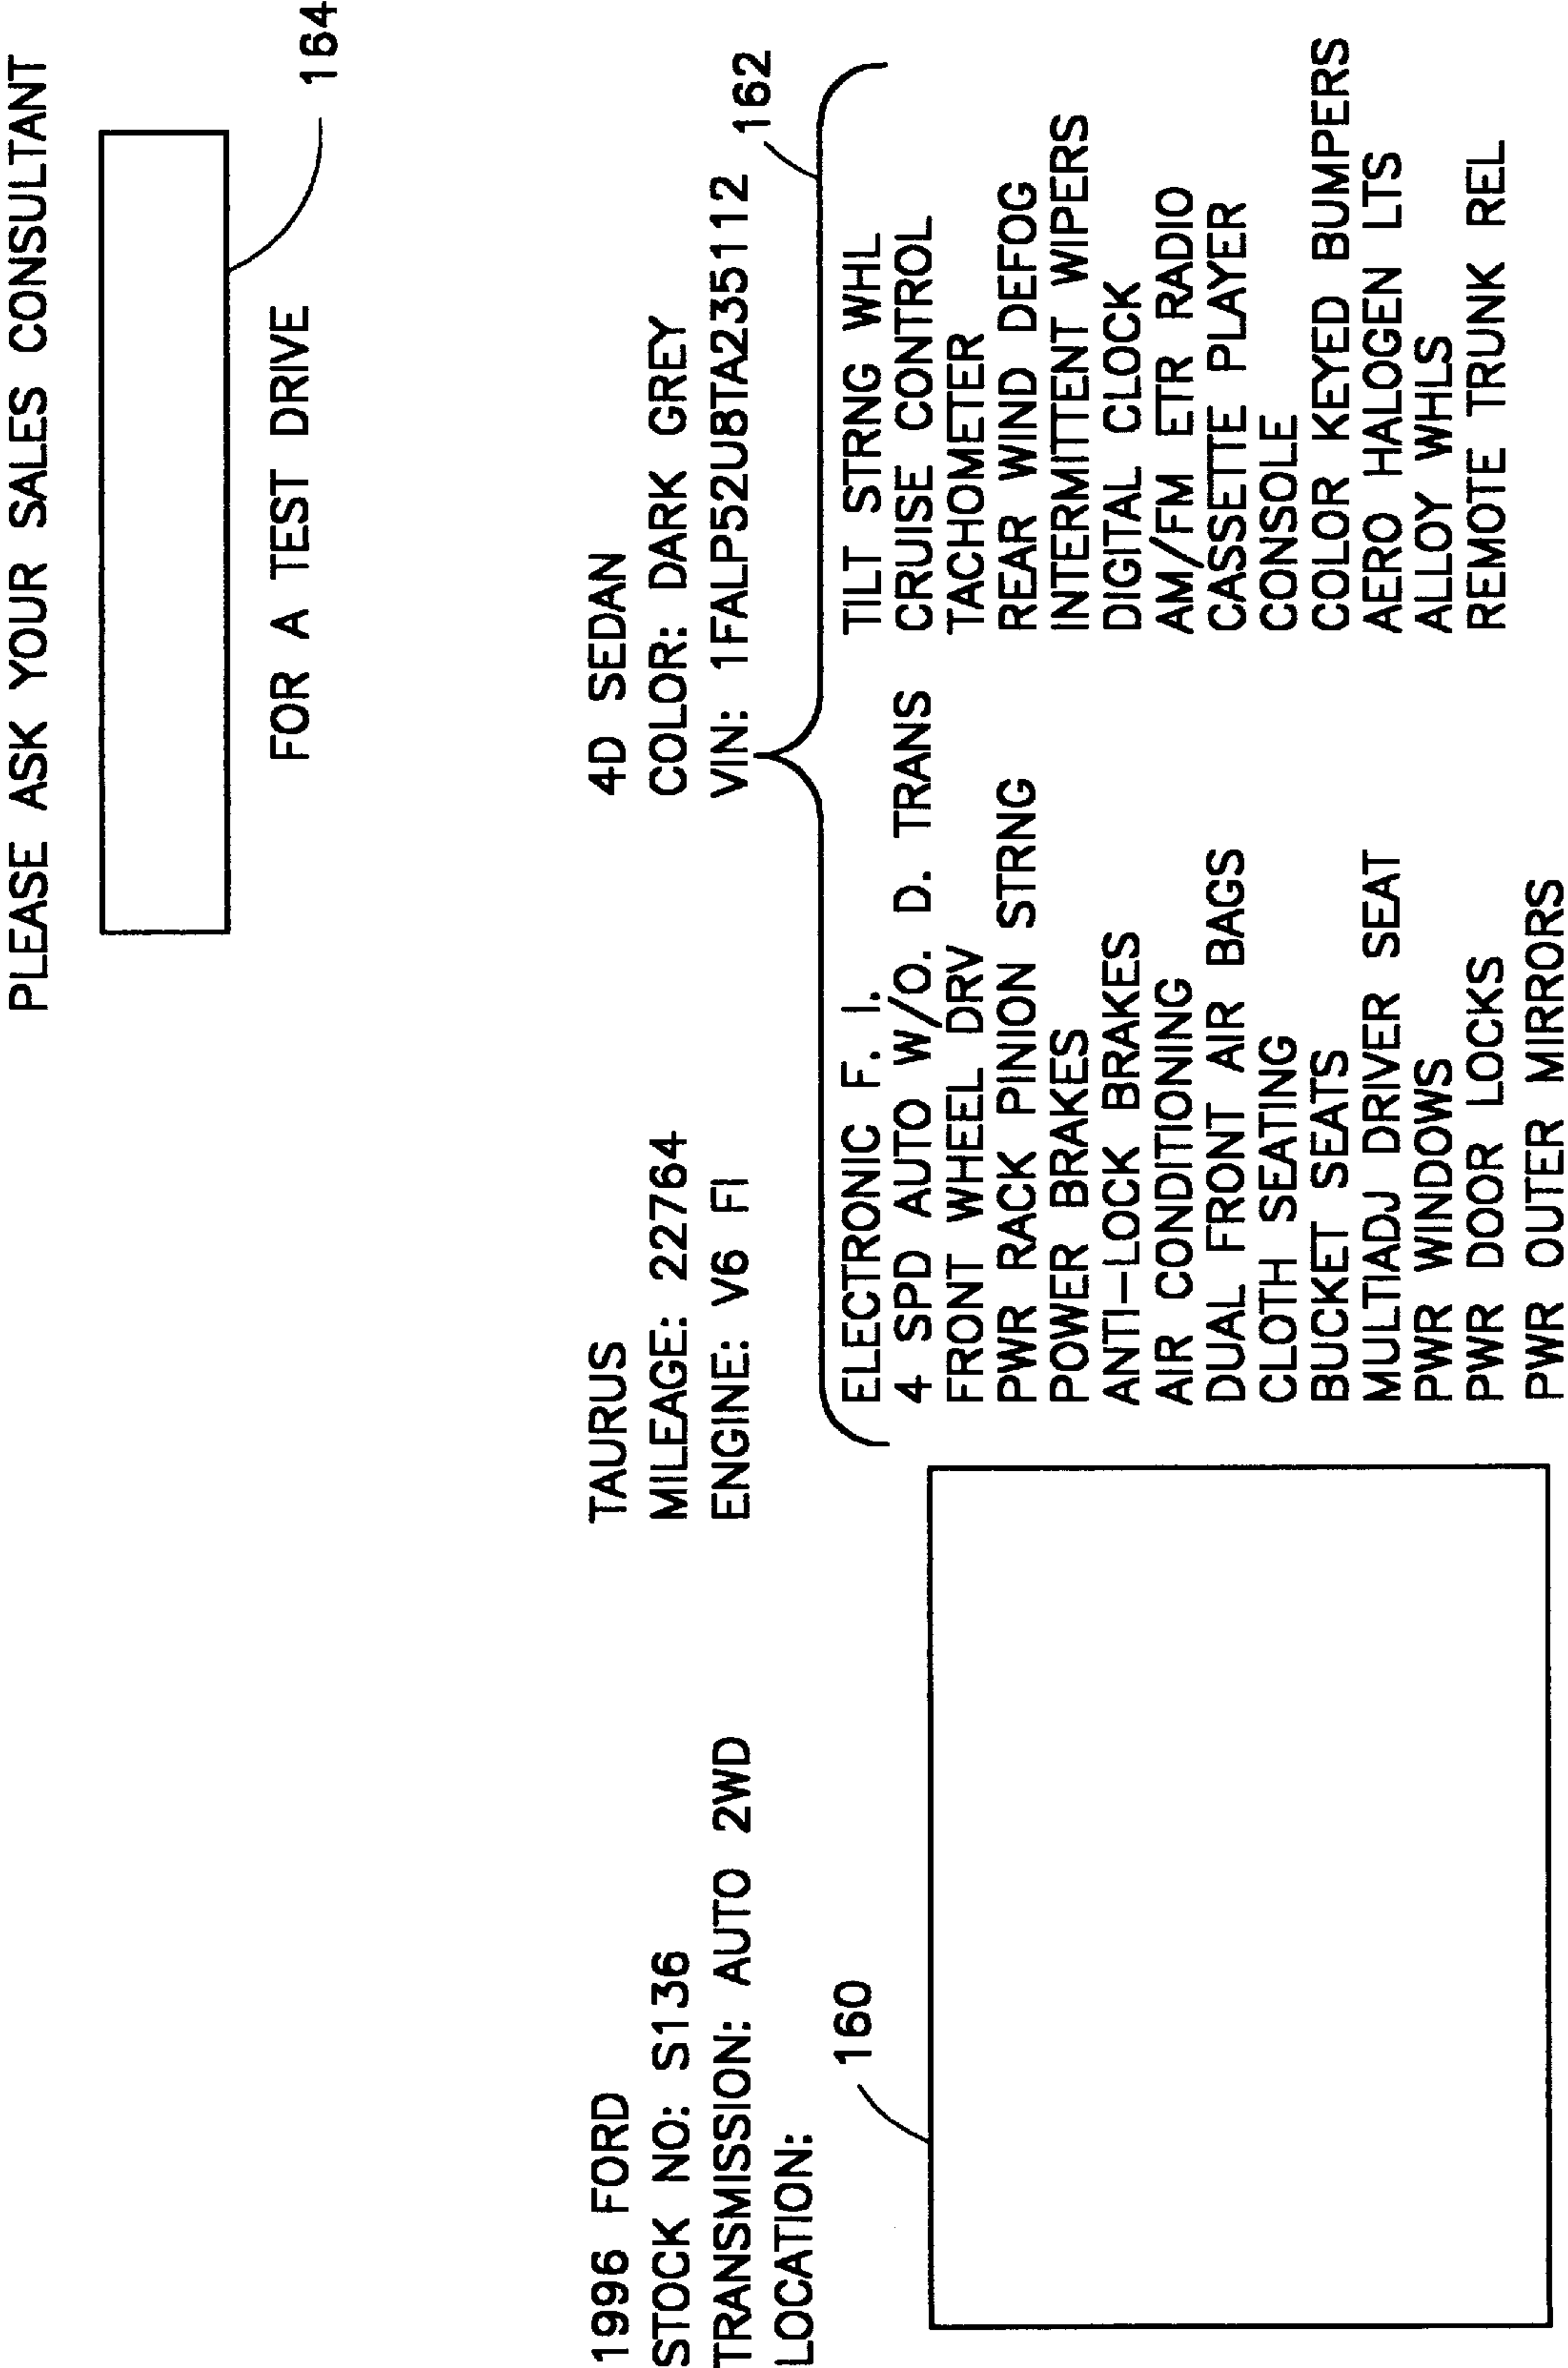 PLEASE ASK YOUR SALES CONSULTANT
164
FOR A TEST DRIVE
1996 FORD TAURUS 4D SEDAN
STOCK NO: S136 MILEAGE: 22764 COLOR: DARK GREY
TRANSMISSION: AUTO 2WD ENGINE: V6 FI VIN: 1FALP52U8TA235112
LOCATION:
162
160
ELECTRONIC F. I.
4 SPD AUTO W/O. D. TRANS
FRONT WHEEL DRV
PWR RACK PINION STRNG
POWER BRAKES
ANTI-LOCK BRAKES
AIR CONDITIONING
DUAL FRONT AIR BAGS
CLOTH SEATING
BUCKET SEATS
MULTIADJ DRIVER SEAT
PWR WINDOWS
PWR DOOR LOCKS
PWR OUTER MIRRORS
TILT STRNG WHL
CRUISE CONTROL
TACHOMETER
REAR WIND DEFOG
INTERMITTENT WIPERS
DIGITAL CLOCK
AM/FM ETR RADIO
CASSETTE PLAYER
CONSOLE
COLOR KEYED BUMPERS
AERO HALOGEN LTS
ALLOY WHLS
REMOTE TRUNK REL